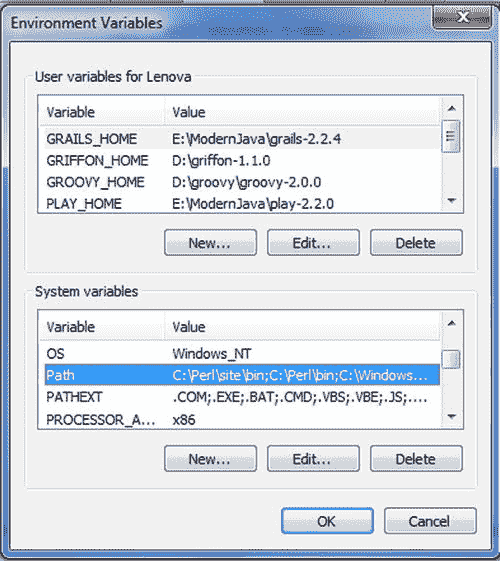 Environment Variables
User variables for Lenova
Variable Value
GRAILS_HOME E:\ModernJava\grails-2.2.4
GRIFFON_HOME D:\griffon-1.1.0
GROOVY_HOME D:\groovy\groovy-2.0.0
PLAY_HOME E:\ModernJava\play-2.2.0
New... Edit... Delete
System variables
Variable Value
OS Windows_NT
Path C:\Perl\site\bin;C:\Perl\bin;C:\Windows...
PATHEXT .COM;.EXE;.BAT;.CMD;.VBS;.VBE;.JS;....
PROCESSOR_A... x86
New... Edit... Delete
OK Cancel